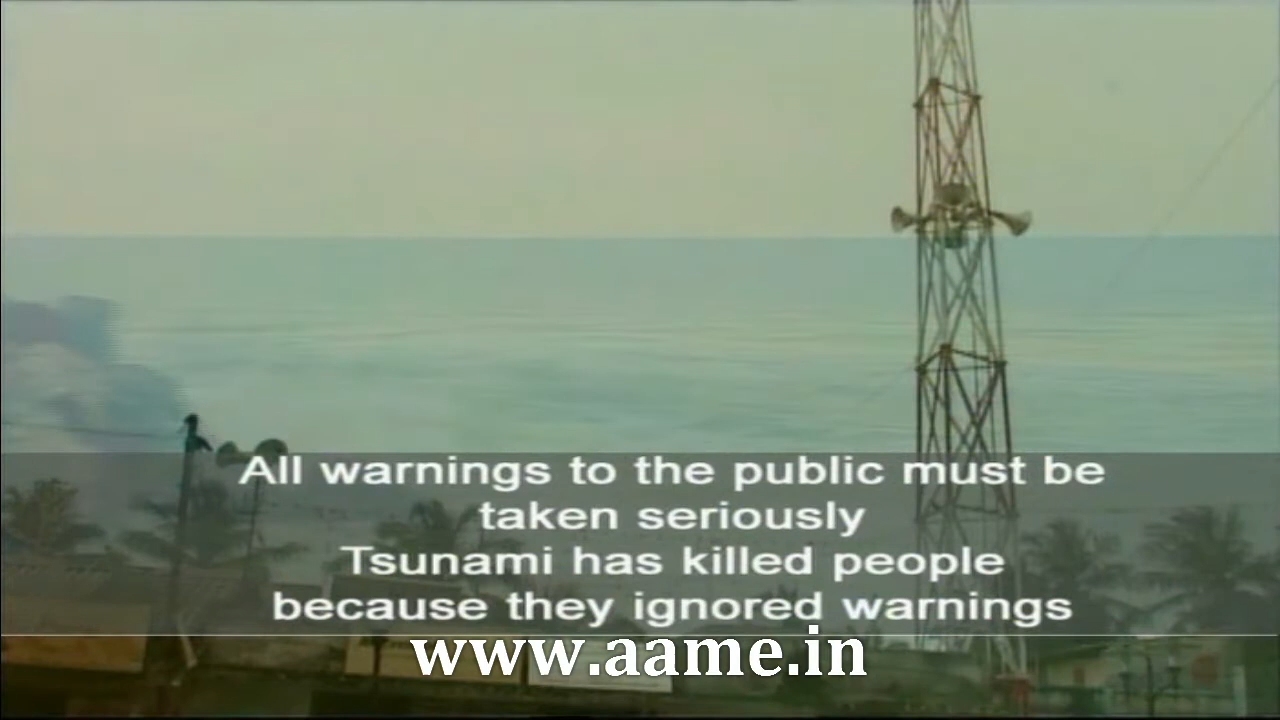 All warnings to the public must be
taken seriously
Tsunami has killed people
because they ignored warnings
www.aame.in